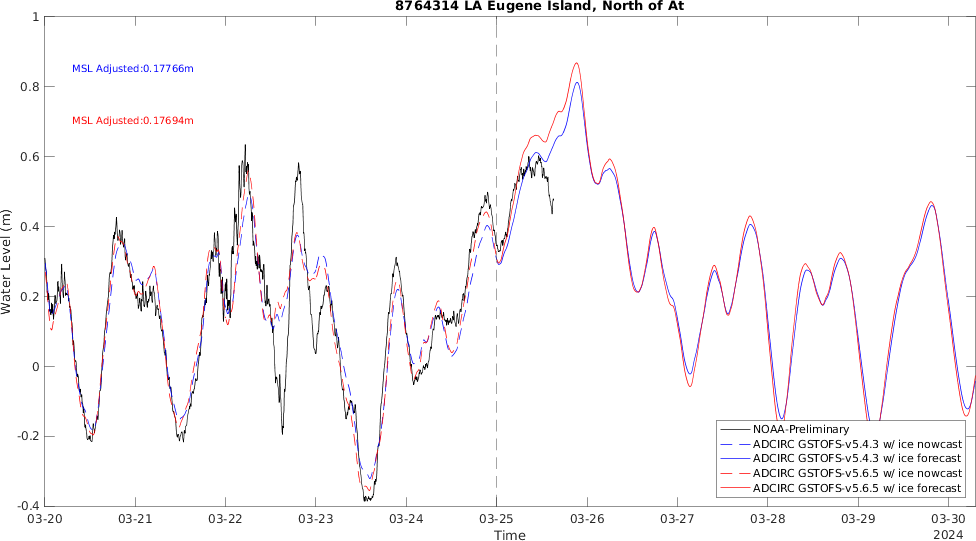 8764314 LA Eugene Island, North of At
MSL Adjusted:0.17766m
MSL Adjusted:0.17694m
Water Level (m)
1
0.8
0.6
0.4
0.2
0
-0.2
-0.4
NOAA-Preliminary
ADCIRC GSTOFS-v5.4.3 w/ ice nowcast
ADCIRC GSTOFS-v5.4.3 w/ ice forecast
ADCIRC GSTOFS-v5.6.5 w/ ice nowcast
ADCIRC GSTOFS-v5.6.5 w/ ice forecast
03-20 03-21 03-22 03-23 03-24 03-25 03-26 03-27 03-28 03-29 03-30
Time
2024